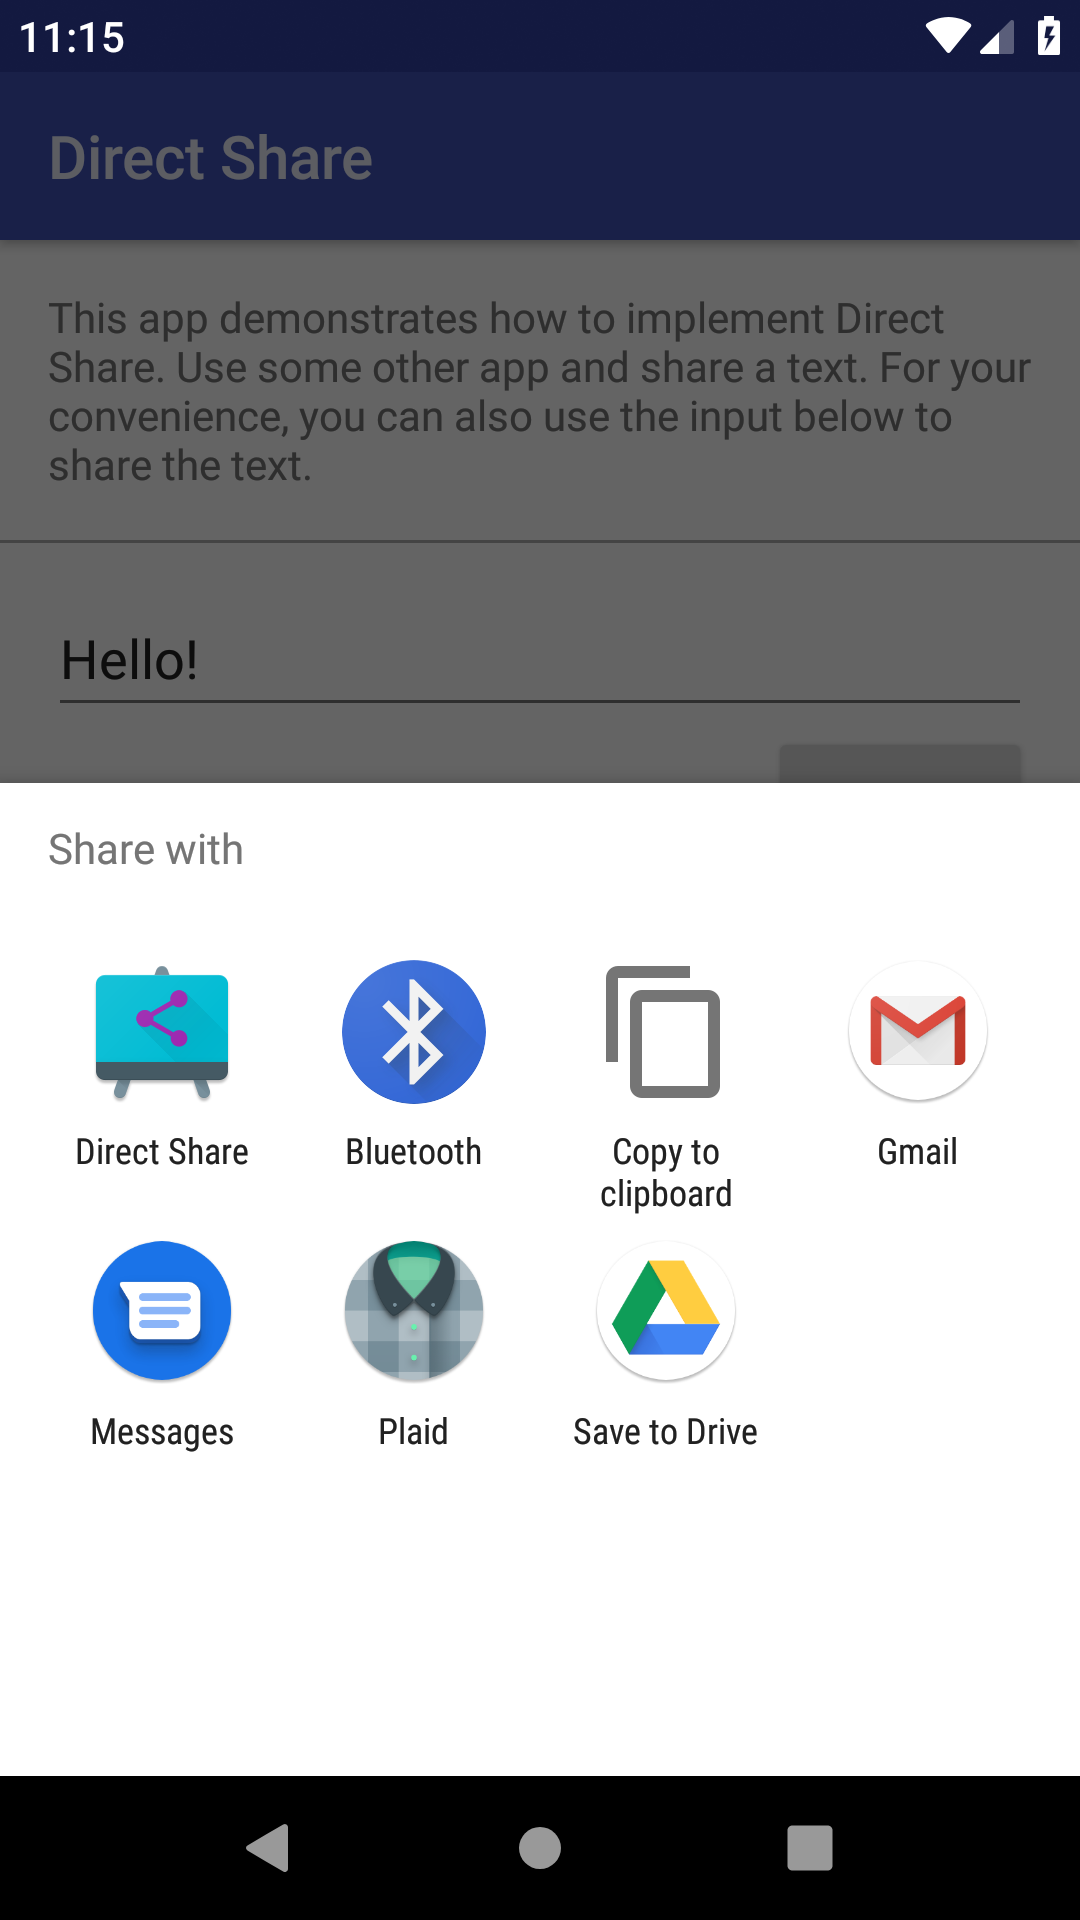 11:15
Direct Share
This app demonstrates how to implement Direct
Share. Use some other app and share a text. For your
convenience, you can also use the input below to
share the text.
Hello!
Share with
Direct Share
Bluetooth
Copy to
clipboard
Gmail
Messages
Plaid
Save to Drive